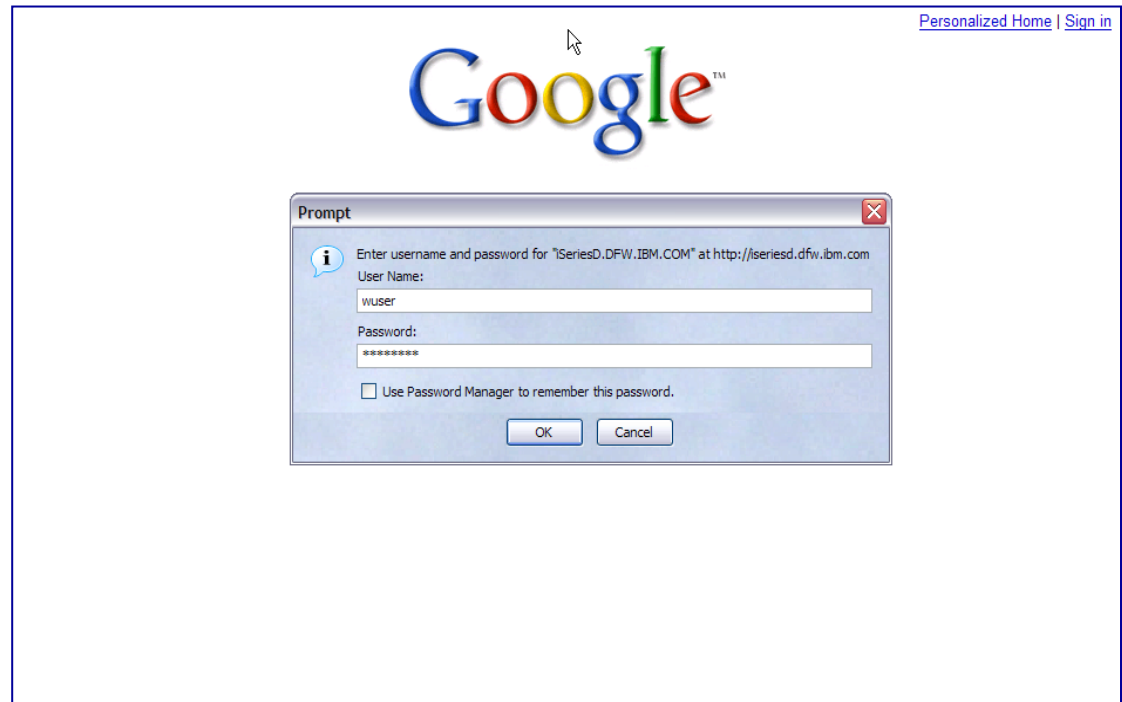 Personalized Home | Sign in
Google™
Prompt
Enter username and password for "iSeriesD.DFW.IBM.COM" at http://iseriesd.dfw.ibm.com
User Name:
wuser
Password:
********
Use Password Manager to remember this password.
OK Cancel